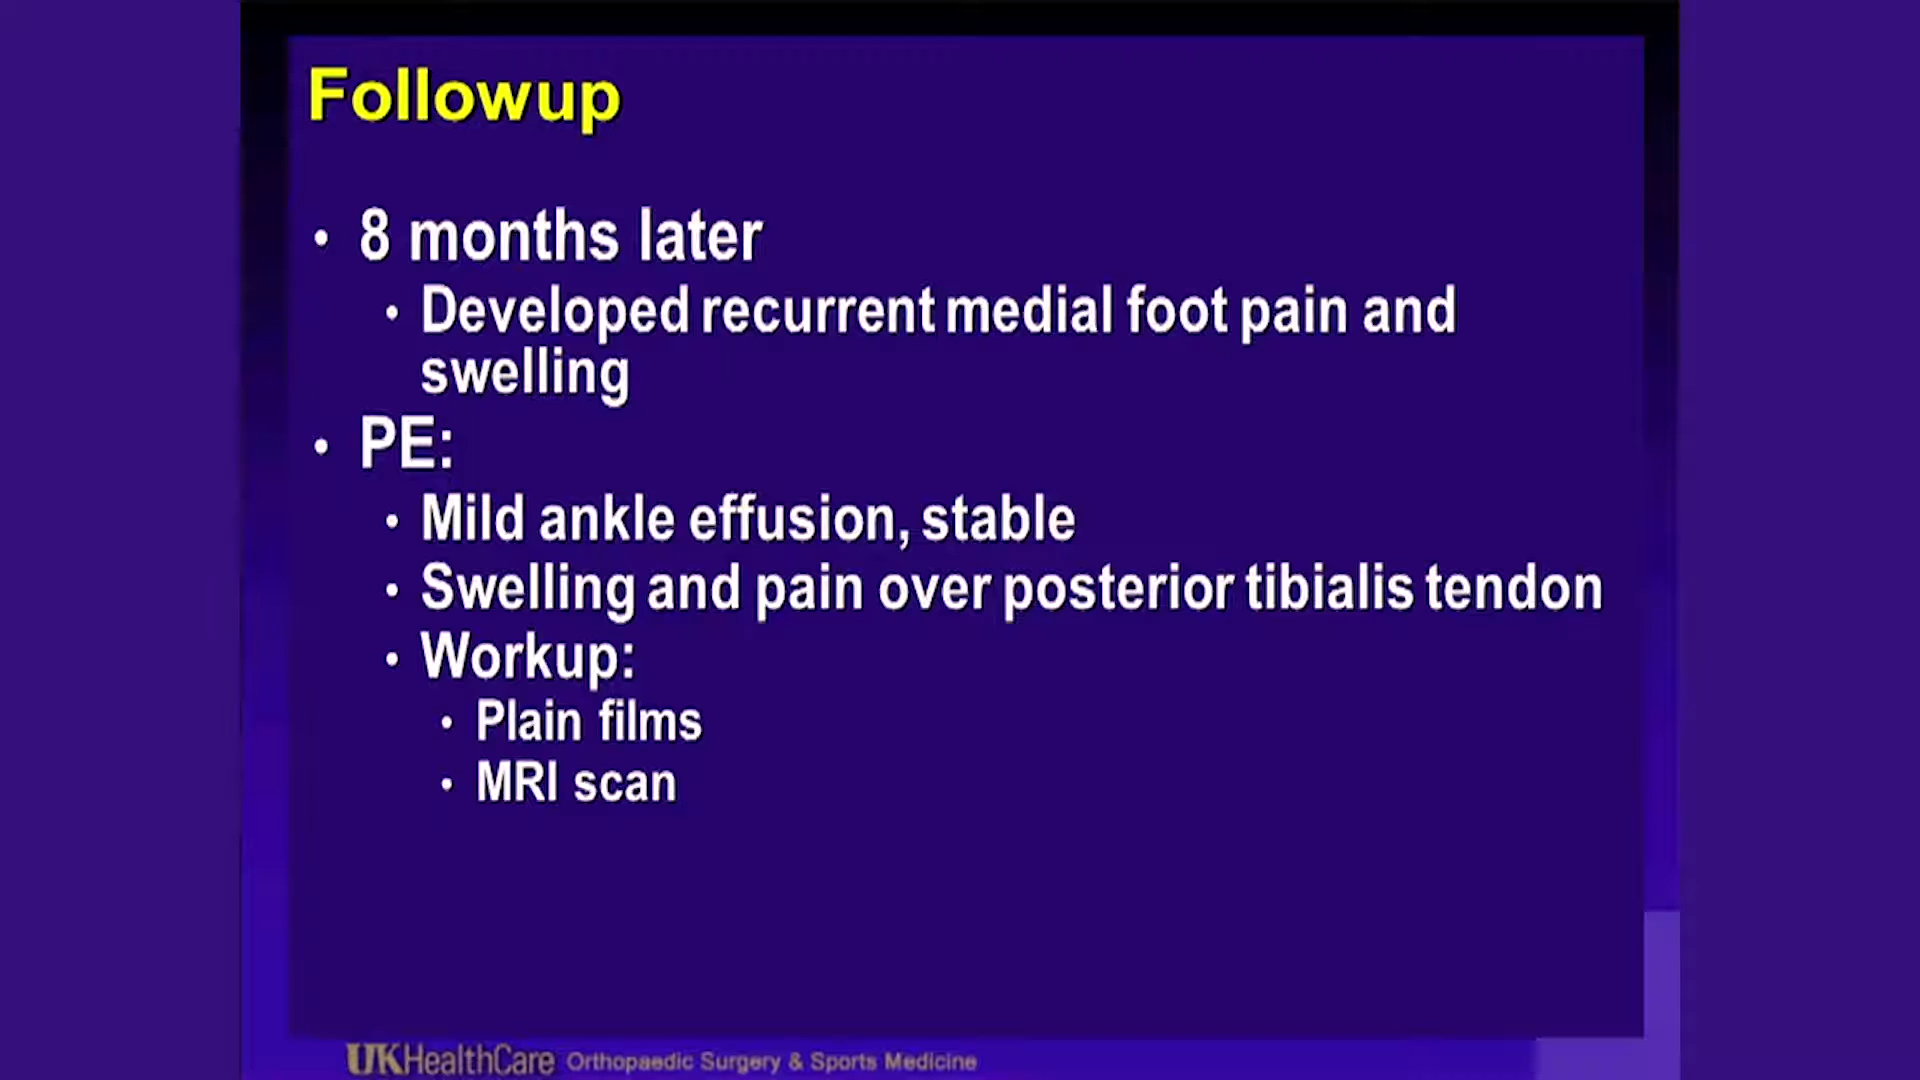 Followup
• 8 months later
• Developed recurrent medial foot pain and
swelling
• PE:
• Mild ankle effusion, stable
• Swelling and pain over posterior tibialis tendon
• Workup:
• Plain films
• MRI scan
UKHealthCare Orthopaedic Surgery & Sports Medicine